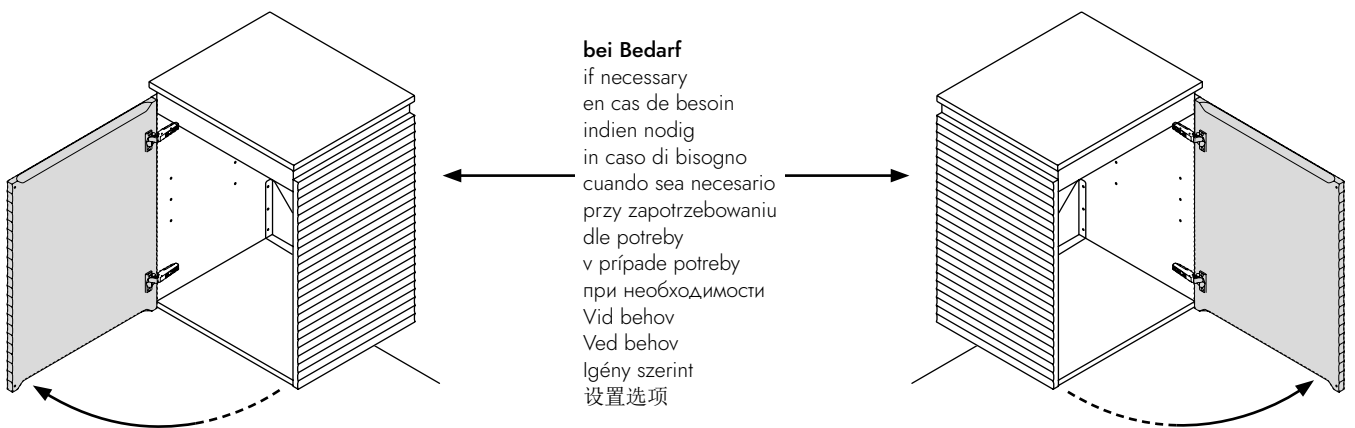 bei Bedarf
if necessary
en cas de besoin
indien nodig
in caso di bisogno
cuando sea necesario
przy zapotrzebowaniu
dle potreby
v prípade potreby
при необходимости
Vid behov
Ved behov
Igény szerint
设置选项